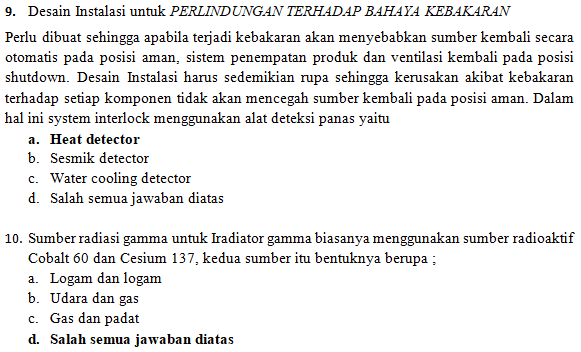 9. Desain Instalasi untuk PERLINDUNGAN TERHADAP BAHAYA KEBAKARAN
Perlu dibuat sehingga apabila terjadi kebakaran akan menyebabkan sumber kembali secara
otomatis pada posisi aman, sistem penempatan produk dan ventilasi kembali pada posisi
shutdown. Desain Instalasi harus sedemikian rupa sehingga kerusakan akibat kebakaran
terhadap setiap komponen tidak akan mencegah sumber kembali pada posisi aman. Dalam
hal ini system interlock menggunakan alat deteksi panas yaitu
a. Heat detector
b. Sesmik detector
c. Water cooling detector
d. Salah semua jawaban diatas
10. Sumber radiasi gamma untuk Iradiator gamma biasanya menggunakan sumber radioaktif
Cobalt 60 dan Cesium 137, kedua sumber itu bentuknya berupa ;
a. Logam dan logam
b. Udara dan gas
c. Gas dan padat
d. Salah semua jawaban diatas